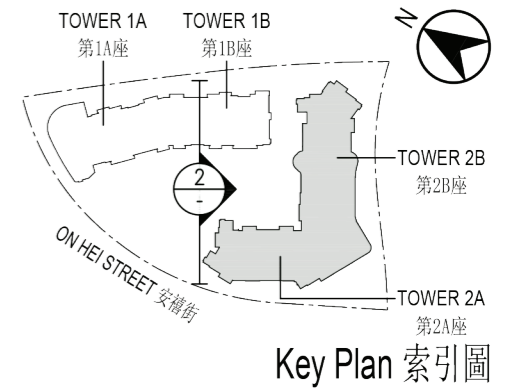 TOWER 1A
第1A座
TOWER 1B
第1B座
N
2
-
TOWER 2B
第2B座
ON HEI STREET 安禧街
TOWER 2A
第2A座
Key Plan 索引圖